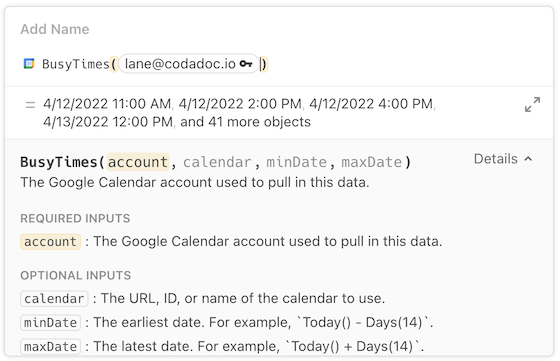 Add Name
BusyTimes(lane@codadoc.io)
= 4/12/2022 11:00 AM, 4/12/2022 2:00 PM, 4/12/2022 4:00 PM,
4/13/2022 12:00 PM, and 41 more objects
BusyTimes(account, calendar, minDate, maxDate) Details
The Google Calendar account used to pull in this data.
REQUIRED INPUTS
account : The Google Calendar account used to pull in this data.
OPTIONAL INPUTS
calendar : The URL, ID, or name of the calendar to use.
minDate : The earliest date. For example, `Today() - Days(14)`.
maxDate : The latest date. For example, `Today() + Days(14)`.